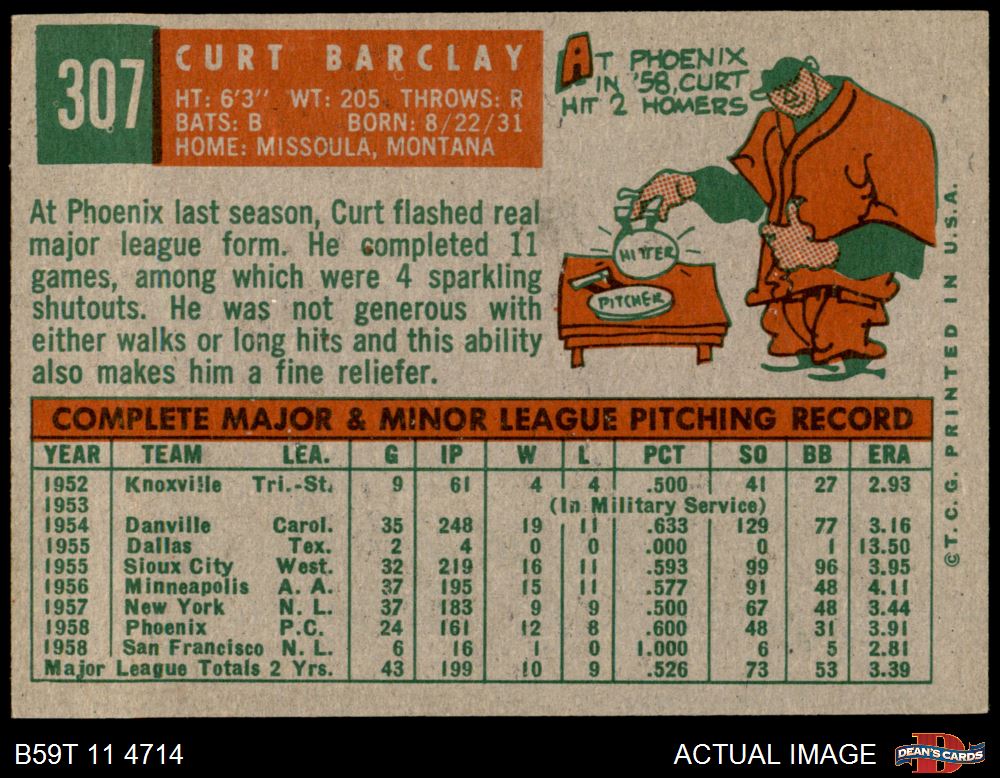 307
CURT BARCLAY
HT: 6'3" WT: 205 THROWS: R
BATS: B BORN: 8/22/31
HOME: MISSOULA, MONTANA
AT PHOENIX
IN '58, CURT
HIT 2 HOMERS
HITTER
PITCHER
At Phoenix last season, Curt flashed real
major league form. He completed 11
games, among which were 4 sparkling
shutouts. He was not generous with
either walks or long hits and this ability
also makes him a fine reliefer.
COMPLETE MAJOR & MINOR LEAGUE PITCHING RECORD
YEAR TEAM LEA. G IP W L PCT SO BB ERA
1952 Knoxville Tri.-St. 9 61 4 4 .500 41 27 2.93
1953 (In Military Service)
1954 Danville Carol. 35 248 19 11 .633 129 77 3.16
1955 Dallas Tex. 2 4 0 0 .000 0 1 13.50
1955 Sioux City West. 32 219 16 11 .593 99 96 3.95
1956 Minneapolis A. A. 37 195 15 11 .577 91 48 4.11
1957 New York N. L. 37 183 9 9 .500 67 48 3.44
1958 Phoenix P.C. 24 161 12 8 .600 48 31 3.91
1958 San Francisco N. L. 6 16 1 0 1.000 6 5 2.81
Major League Totals 2 Yrs. 43 199 10 9 .526 73 53 3.39
©T.C.G. PRINTED IN U.S.A.
B59T 11 4714
ACTUAL IMAGE
DEAN'S CARDS